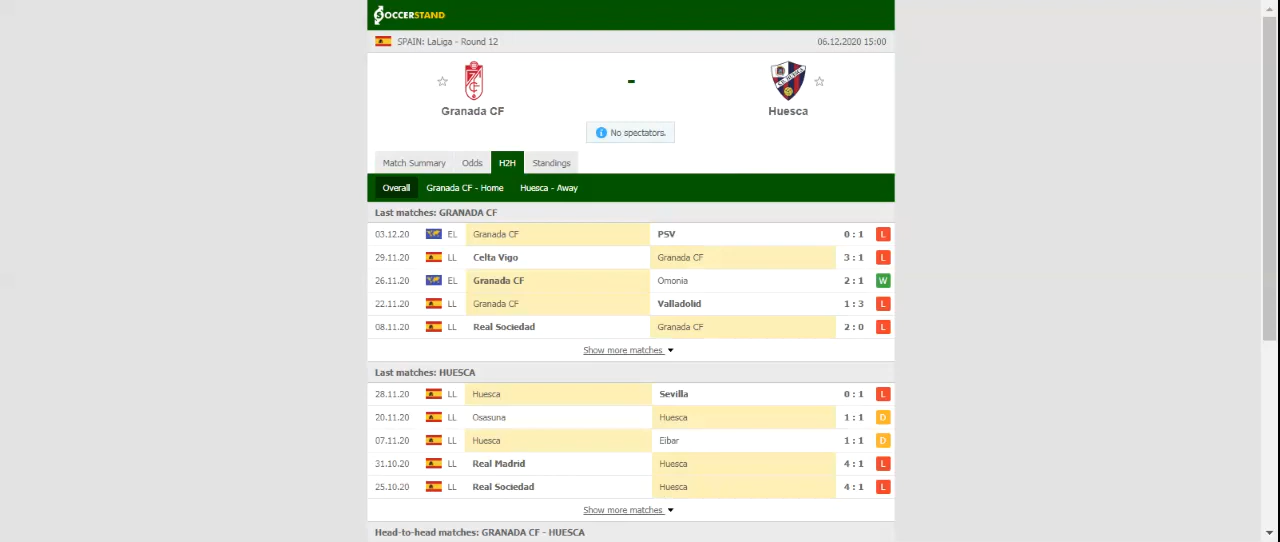 SOCCERSTAND
SPAIN: LaLiga - Round 12 06.12.2020 15:00
-
Granada CF Huesca
No spectators.
Match Summary Odds H2H Standings
Overall Granada CF - Home Huesca - Away
Last matches: GRANADA CF
03.12.20 EL Granada CF PSV 0 : 1 L
29.11.20 LL Celta Vigo Granada CF 3 : 1 L
26.11.20 EL Granada CF Omonia 2 : 1 W
22.11.20 LL Granada CF Valladolid 1 : 3 L
08.11.20 LL Real Sociedad Granada CF 2 : 0 L
Show more matches
Last matches: HUESCA
28.11.20 LL Huesca Sevilla 0 : 1 L
20.11.20 LL Osasuna Huesca 1 : 1 D
07.11.20 LL Huesca Eibar 1 : 1 D
31.10.20 LL Real Madrid Huesca 4 : 1 L
25.10.20 LL Real Sociedad Huesca 4 : 1 L
Show more matches
Head-to-head matches: GRANADA CF - HUESCA